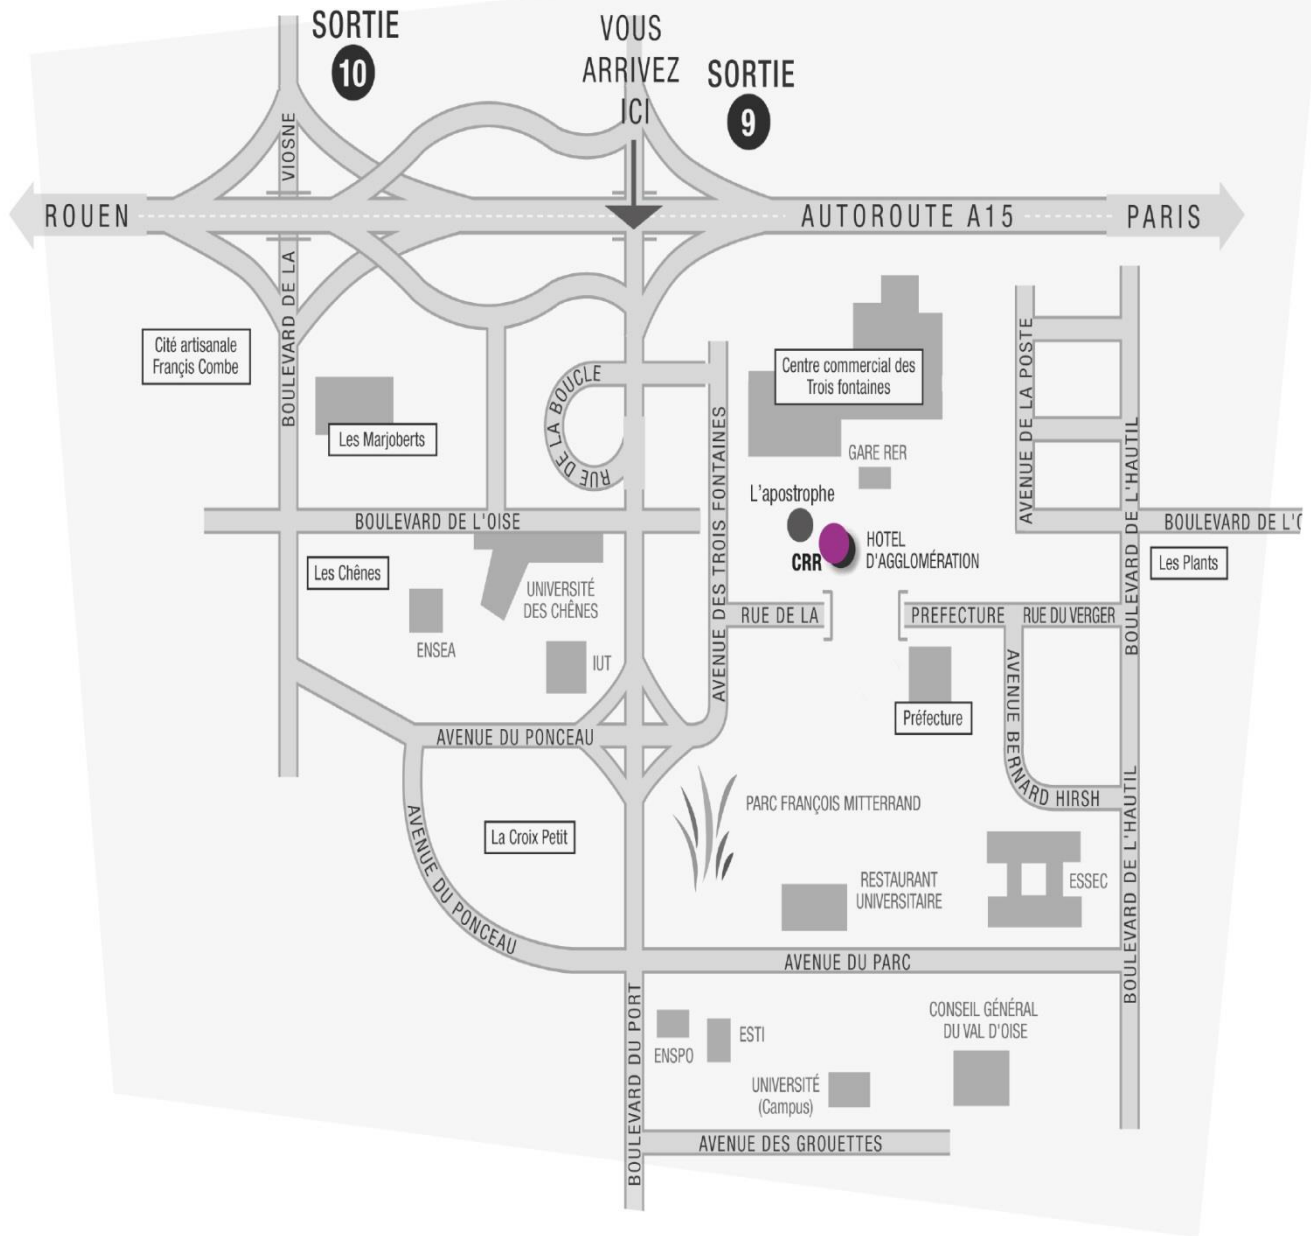 SORTIE
10
VOUS
ARRIVEZ
ICI
SORTIE
9
BOULEVARD DE LA VIOSNE
ROUEN
AUTOROUTE A15
PARIS
Cité artisanale
Françis Combe
Les Marjoberts
RUE DE LA BOUCLE
Centre commercial des
Trois fontaines
AVENUE DE LA POSTE
GARE RER
L'apostrophe
AVENUE DES TROIS FONTAINES
BOULEVARD DE L'HAUTIL
BOULEVARD DE L'OISE
BOULEVARD DE L'O
HOTEL
D'AGGLOMÉRATION
CRR
Les Plants
Les Chênes
UNIVERSITÉ
DES CHÊNES
ENSEA
IUT
RUE DE LA
PREFECTURE
RUE DU VERGER
Préfecture
AVENUE BERNARD HIRSH
AVENUE DU PONCEAU
PARC FRANÇOIS MITTERRAND
AVENUE DU PONCEAU
La Croix Petit
RESTAURANT
UNIVERSITAIRE
ESSEC
BOULEVARD DE L'HAUTIL
AVENUE DU PARC
BOULEVARD DU PORT
ENSPO
ESTI
CONSEIL GÉNÉRAL
DU VAL D'OISE
UNIVERSITÉ
(Campus)
AVENUE DES GROUETTES